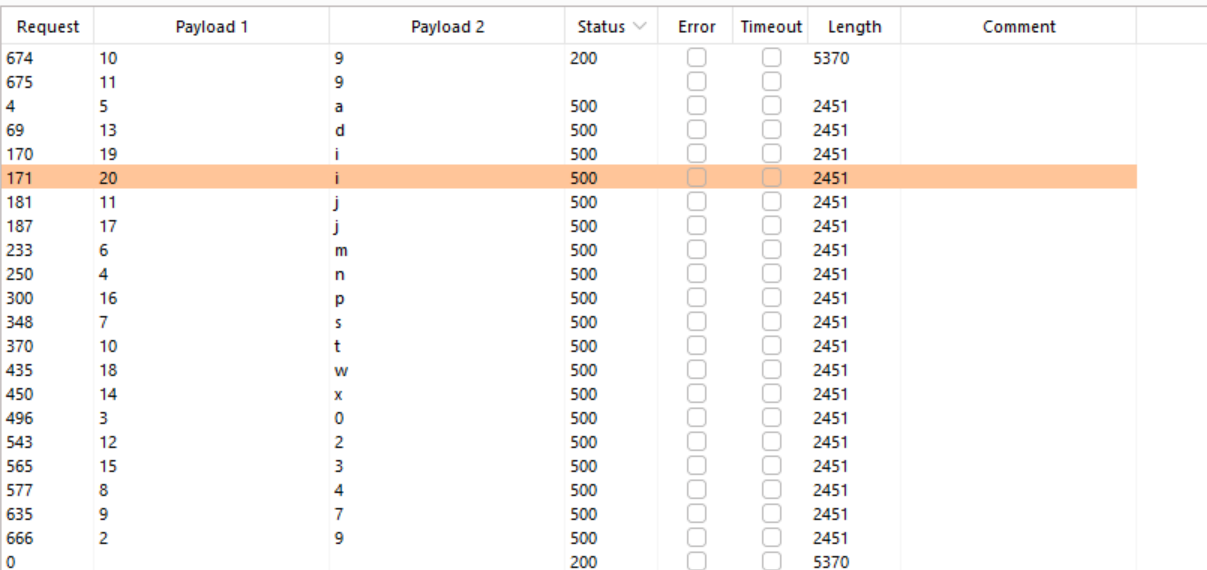 Request Payload 1 Payload 2 Status Error Timeout Length Comment
674 10 9 200 5370
675 11 9
4 5 a 500 2451
69 13 d 500 2451
170 19 i 500 2451
171 20 i 500 2451
181 11 j 500 2451
187 17 j 500 2451
233 6 m 500 2451
250 4 n 500 2451
300 16 p 500 2451
348 7 s 500 2451
370 10 t 500 2451
435 18 w 500 2451
450 14 x 500 2451
496 3 0 500 2451
543 12 2 500 2451
565 15 3 500 2451
577 8 4 500 2451
635 9 7 500 2451
666 2 9 500 2451
0 200 5370